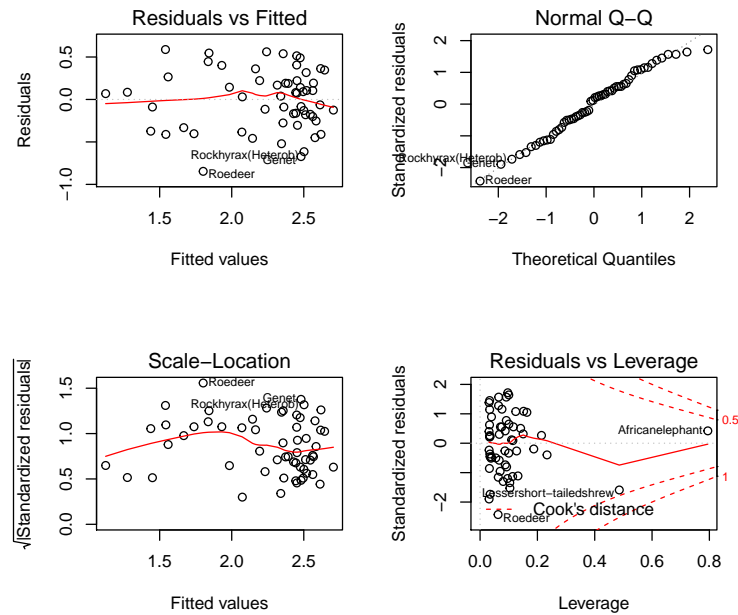 Residuals vs Fitted
Residuals
0.5
0.0
−1.0
Rockhyrax(Heterob)
Genet
Roedeer
1.5
2.0
2.5
Fitted values
Normal Q−Q
Standardized residuals
2
1
0
−2
Rockhyrax(Heterob)
Genet
Roedeer
−2
−1
0
1
2
Theoretical Quantiles
Scale−Location
√|Standardized residuals|
1.5
1.0
0.5
0.0
Roedeer
Genet
Rockhyrax(Heterob)
1.5
2.0
2.5
Fitted values
Residuals vs Leverage
Standardized residuals
2
1
0
−2
Africanelephant
0.5
1
Lessershort−tailedshrew
Cook's distance
Roedeer
0.0
0.2
0.4
0.6
0.8
Leverage